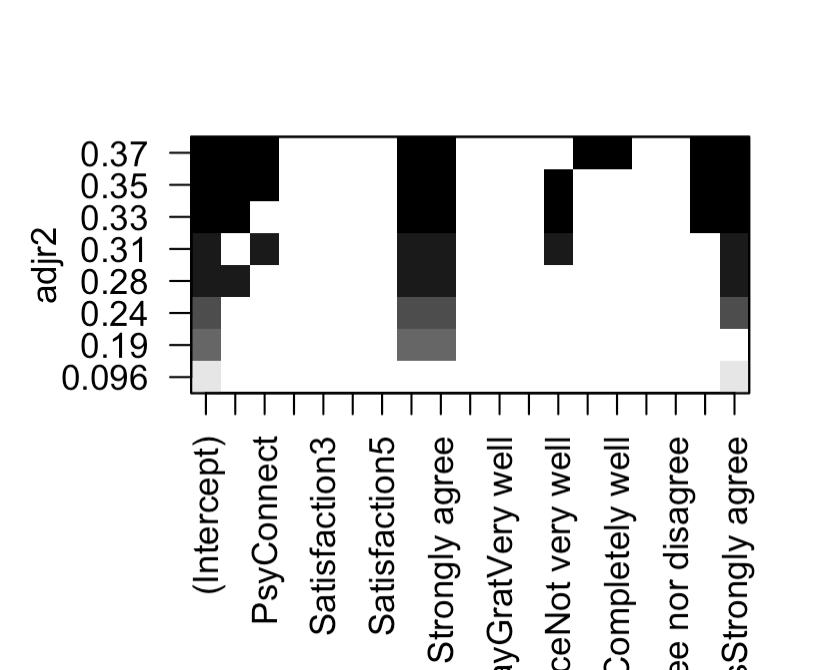 adjr2
0.37
0.35
0.33
0.31
0.28
0.24
0.19
0.096
(Intercept)
PsyConnect
Satisfaction3
Satisfaction5
Strongly agree
ayGratVery well
ceNot very well
Completely well
ee nor disagree
sStrongly agree